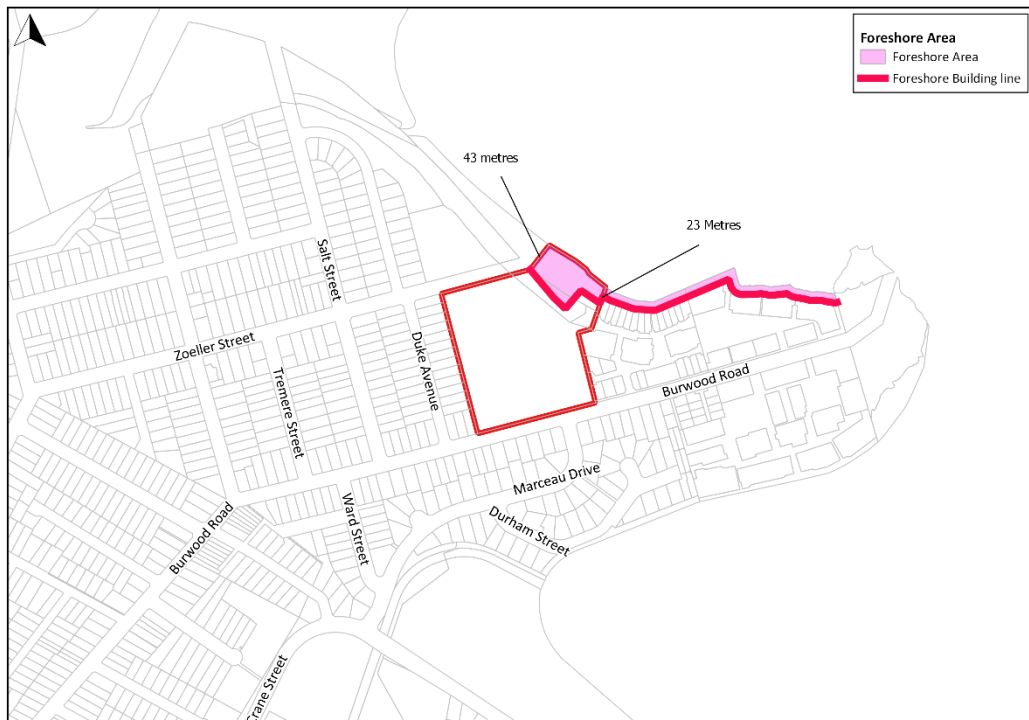 Foreshore Area
Foreshore Area
Foreshore Building line
43 metres
23 Metres
Salt Street
Zoeller Street
Duke Avenue
Tremere Street
Burwood Road
Marceau Drive
Ward Street
Durham Street
Burwood Road
Crane Street